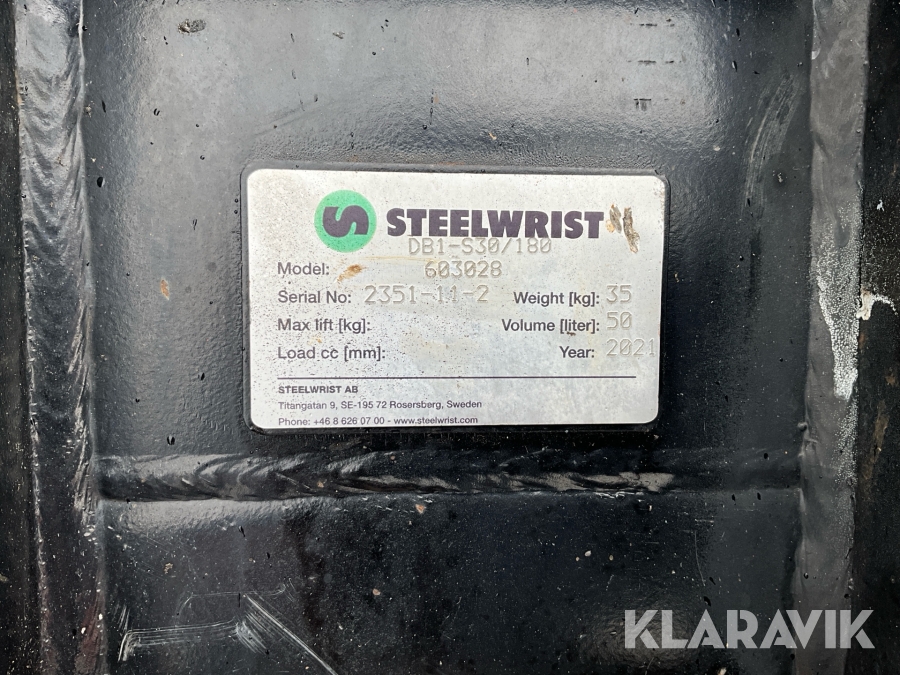 STEELWRIST
DB1-S30/180
Model: 603028
Serial No: 2351-11-2 Weight [kg]: 35
Max lift [kg]: Volume [liter]: 50
Load cc [mm]: Year: 2021
STEELWRIST AB
Titangatan 9, SE-195 72 Rosersberg, Sweden
Phone: +46 8 626 07 00 - www.steelwrist.com
KLARAVIK